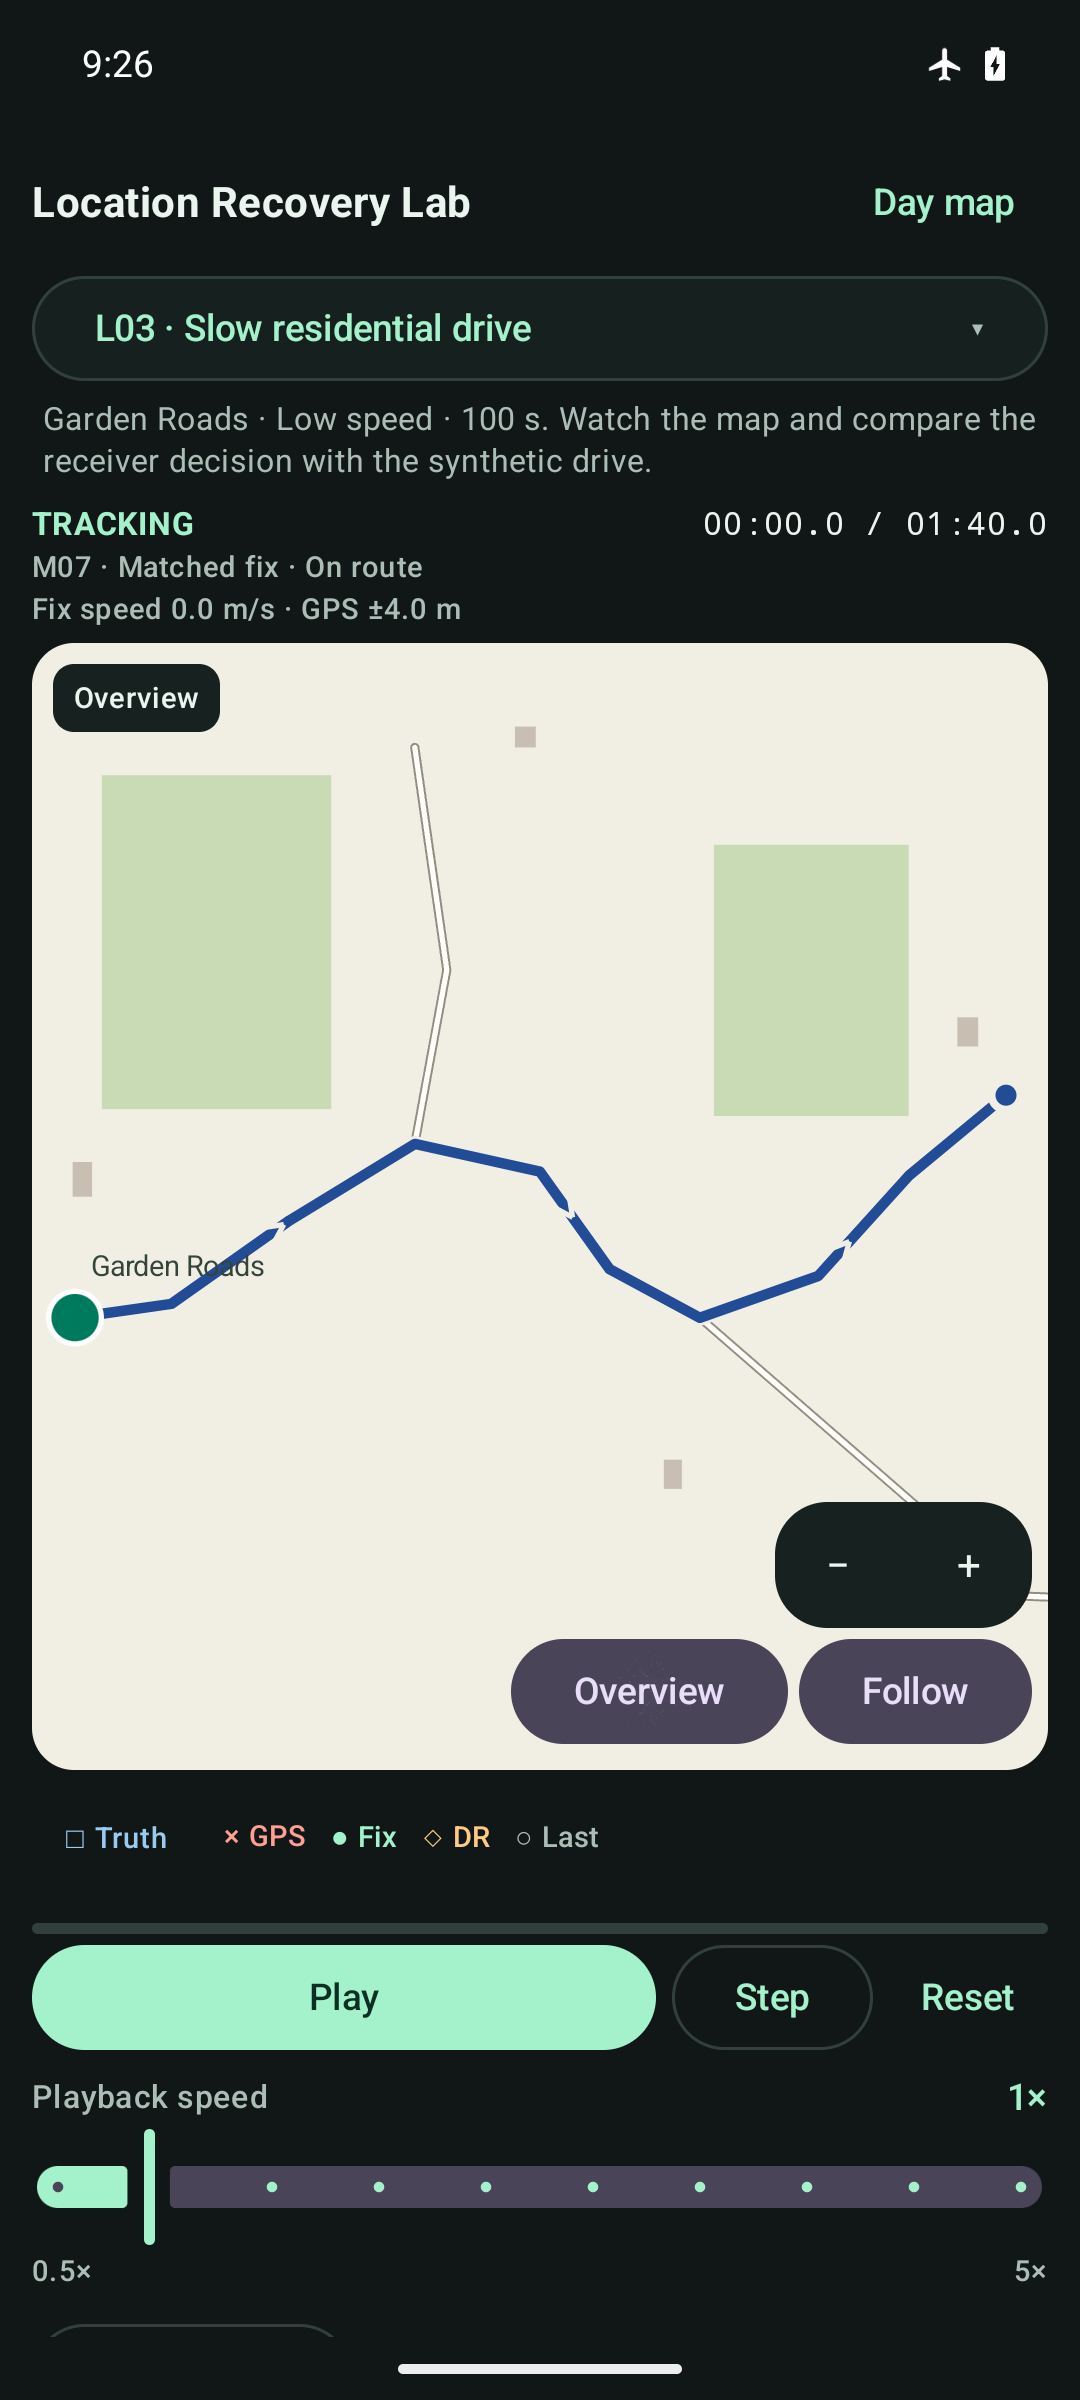 9:26
Location Recovery Lab
Day map
L03 · Slow residential drive ▾
Garden Roads · Low speed · 100 s. Watch the map and compare the
receiver decision with the synthetic drive.
TRACKING
00:00.0 / 01:40.0
M07 · Matched fix · On route
Fix speed 0.0 m/s · GPS ±4.0 m
Overview
Garden Roads
− +
Overview
Follow
□ Truth × GPS ● Fix ◇ DR ○ Last
Play
Step
Reset
Playback speed
1×
0.5×
5×